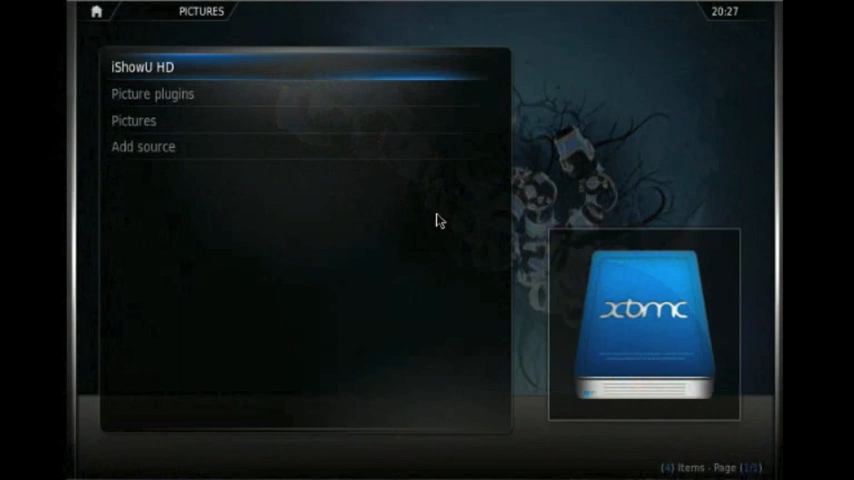 PICTURES
20:27
iShowU HD
Picture plugins
Pictures
Add source
xbmc
(4) Items - Page (1/1)